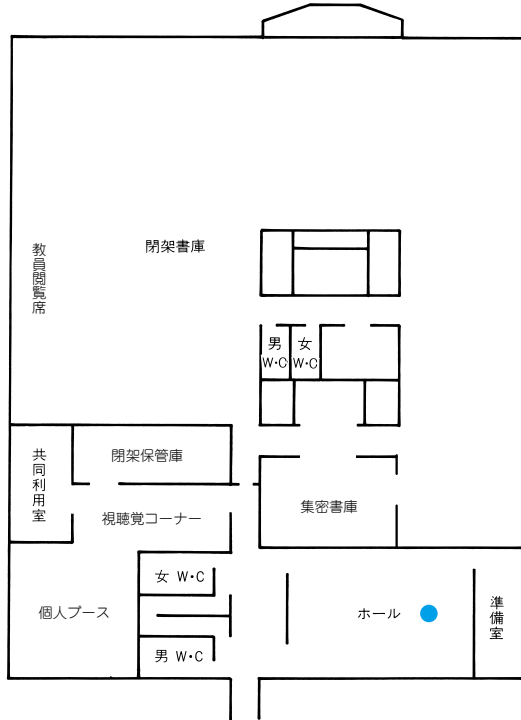 閉架書庫
教員閲覧席
男 W・C
女 W・C
閉架保管庫
共同利用室
視聴覚コーナー
集密書庫
女 W・C
個人ブース
ホール
準備室
男 W・C